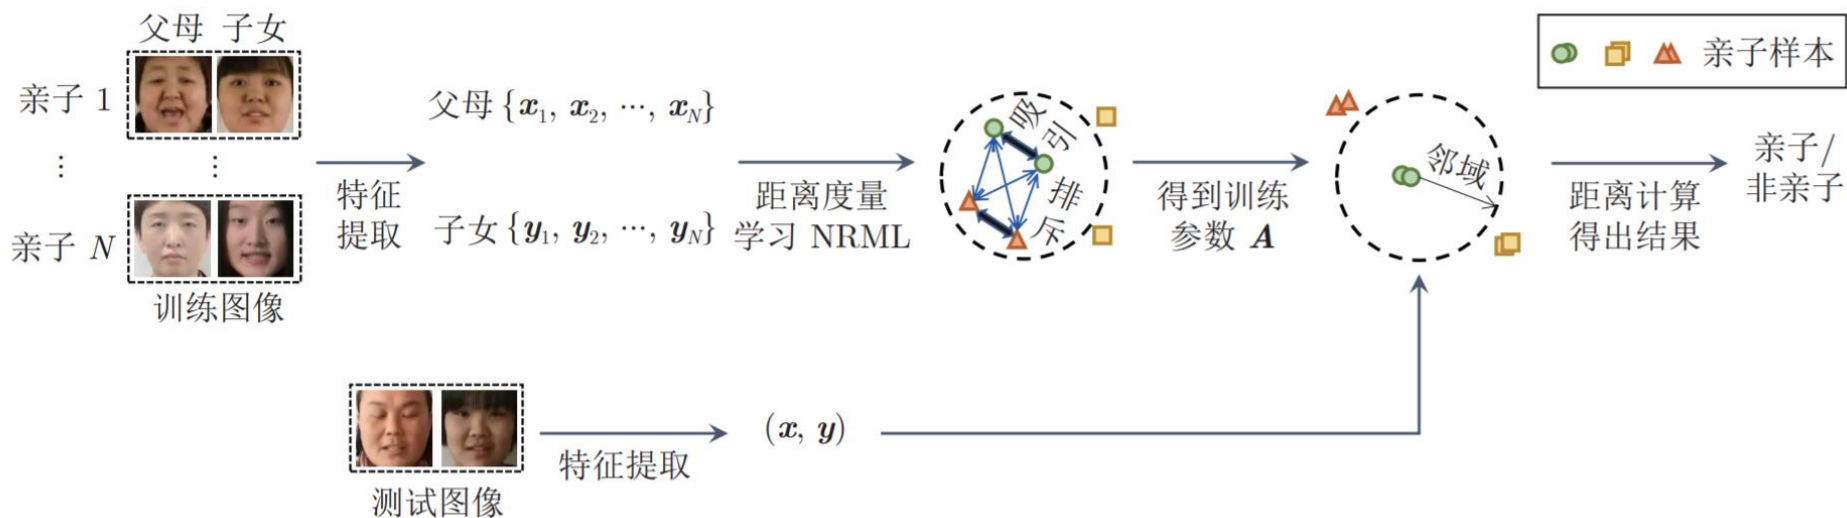 父母 子女
亲子 1
⋮
⋮
亲子 N
训练图像
特征
提取
父母 {x₁, x₂, ···, x_N}
子女 {y₁, y₂, ···, y_N}
距离度量
学习 NRML
吸引
排斥
得到训练
参数 A
邻域
亲子样本
距离计算
得出结果
亲子/
非亲子
测试图像
特征提取
(x, y)